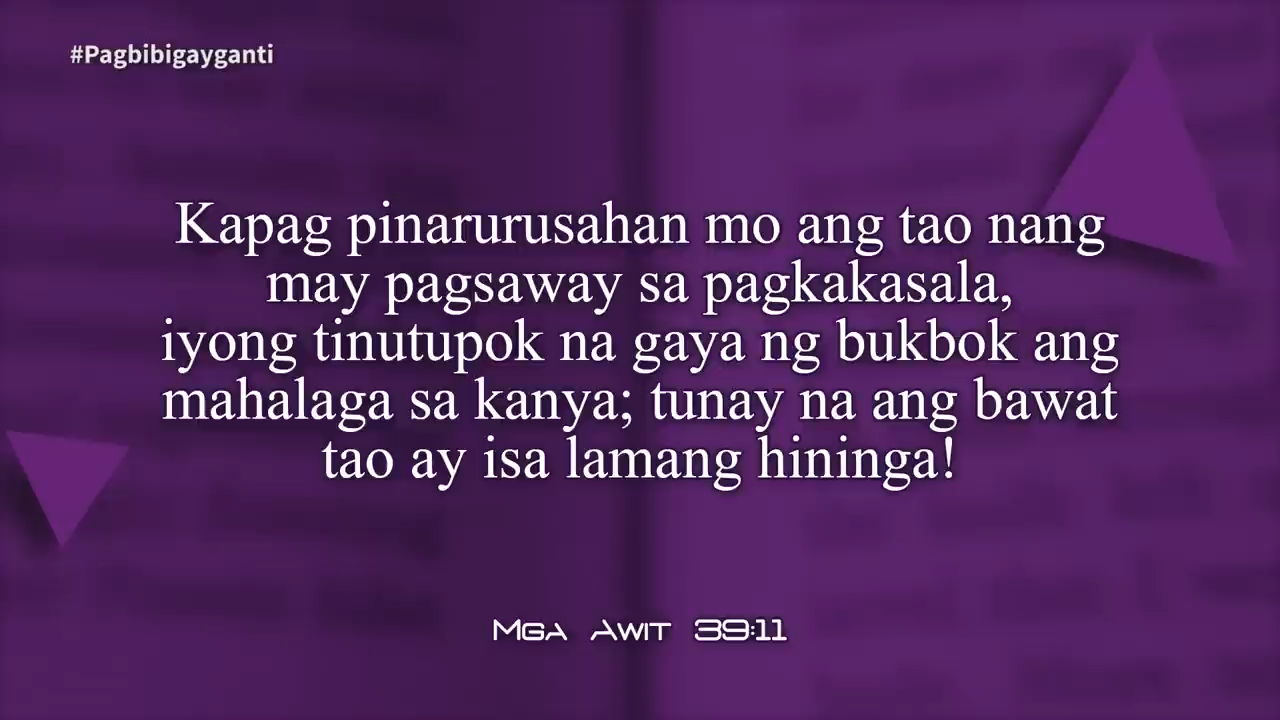 #Pagbibigayganti
Kapag pinarurusahan mo ang tao nang
may pagsaway sa pagkakasala,
iyong tinutupok na gaya ng bukbok ang
mahalaga sa kanya; tunay na ang bawat
tao ay isa lamang hininga!
Mga Awit 39:11